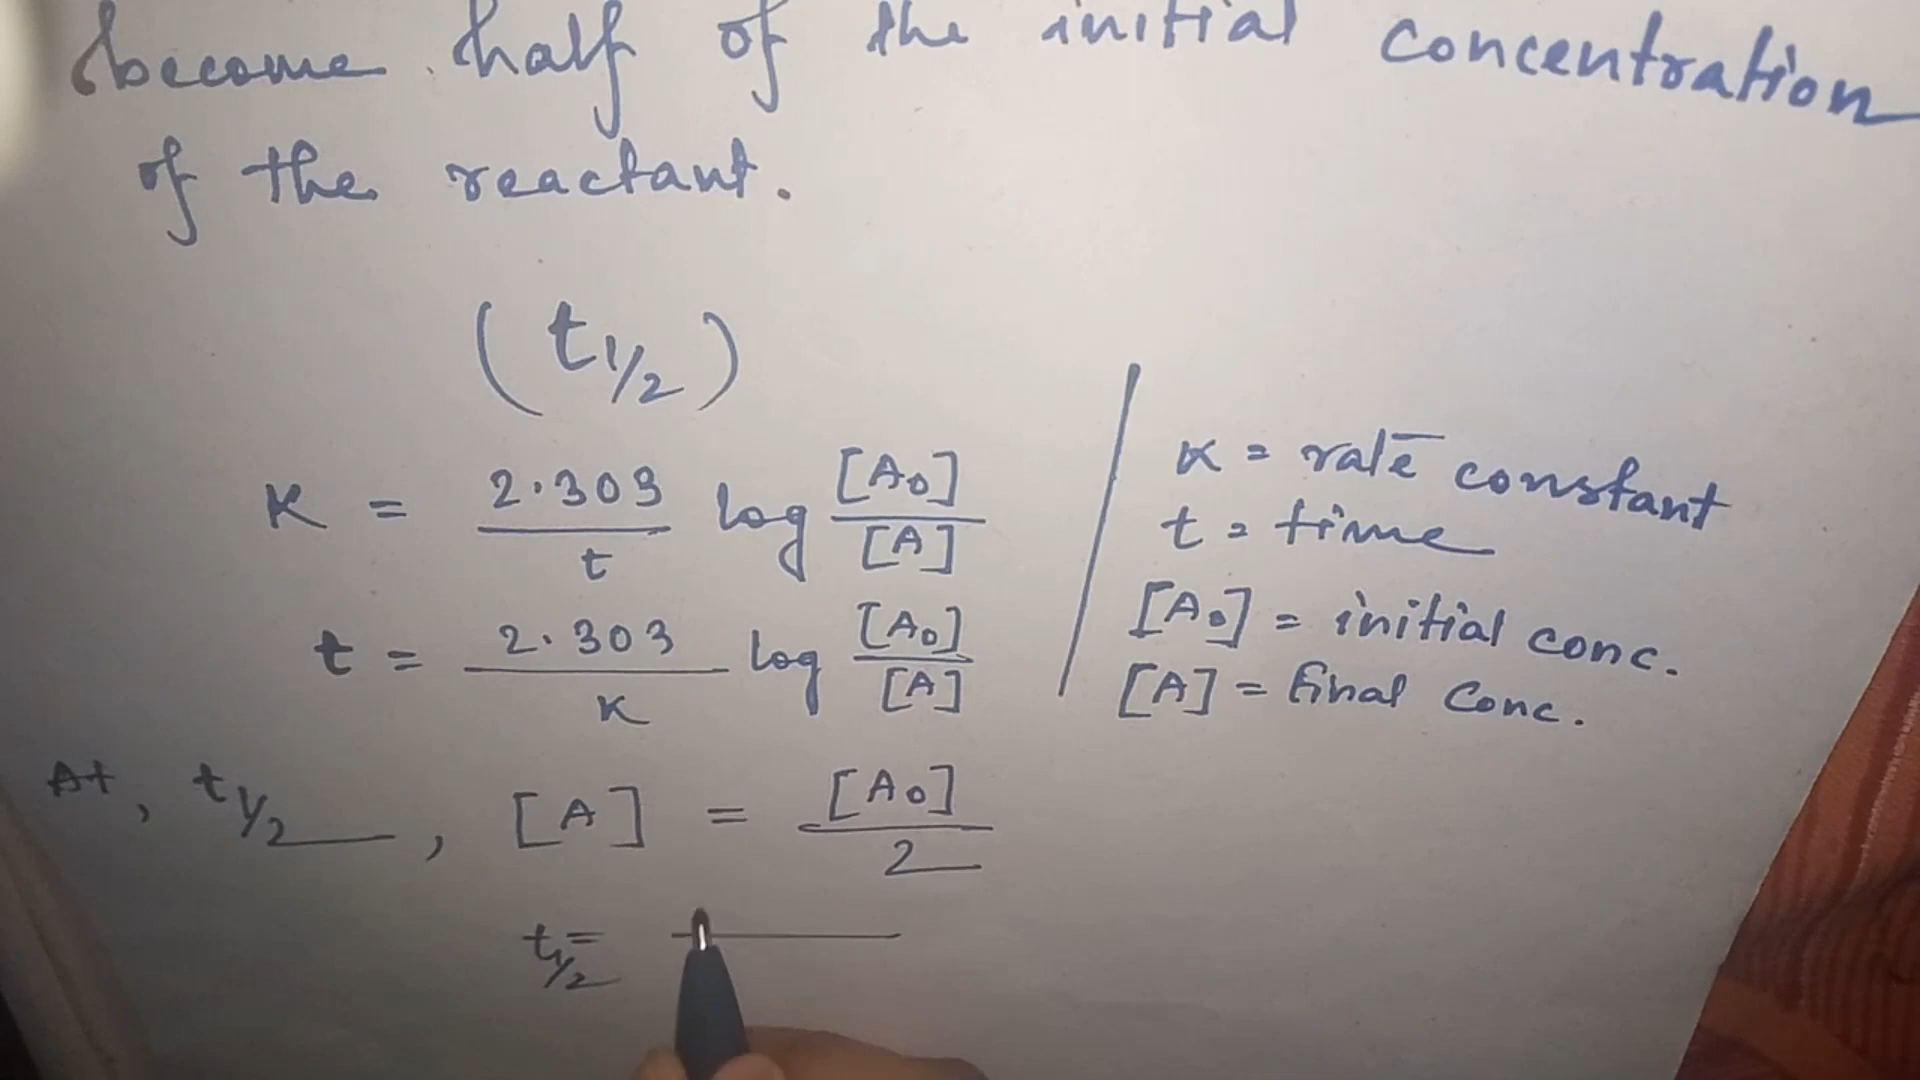 become half of the initial concentration
of the reactant.
(t1/2)
K = 2.303/t log [A0]/[A]
t = 2.303/K log [A0]/[A]
K = rate constant
t = time
[A0] = initial conc.
[A] = final Conc.
At, t1/2, [A] = [A0]/2
t1/2 =